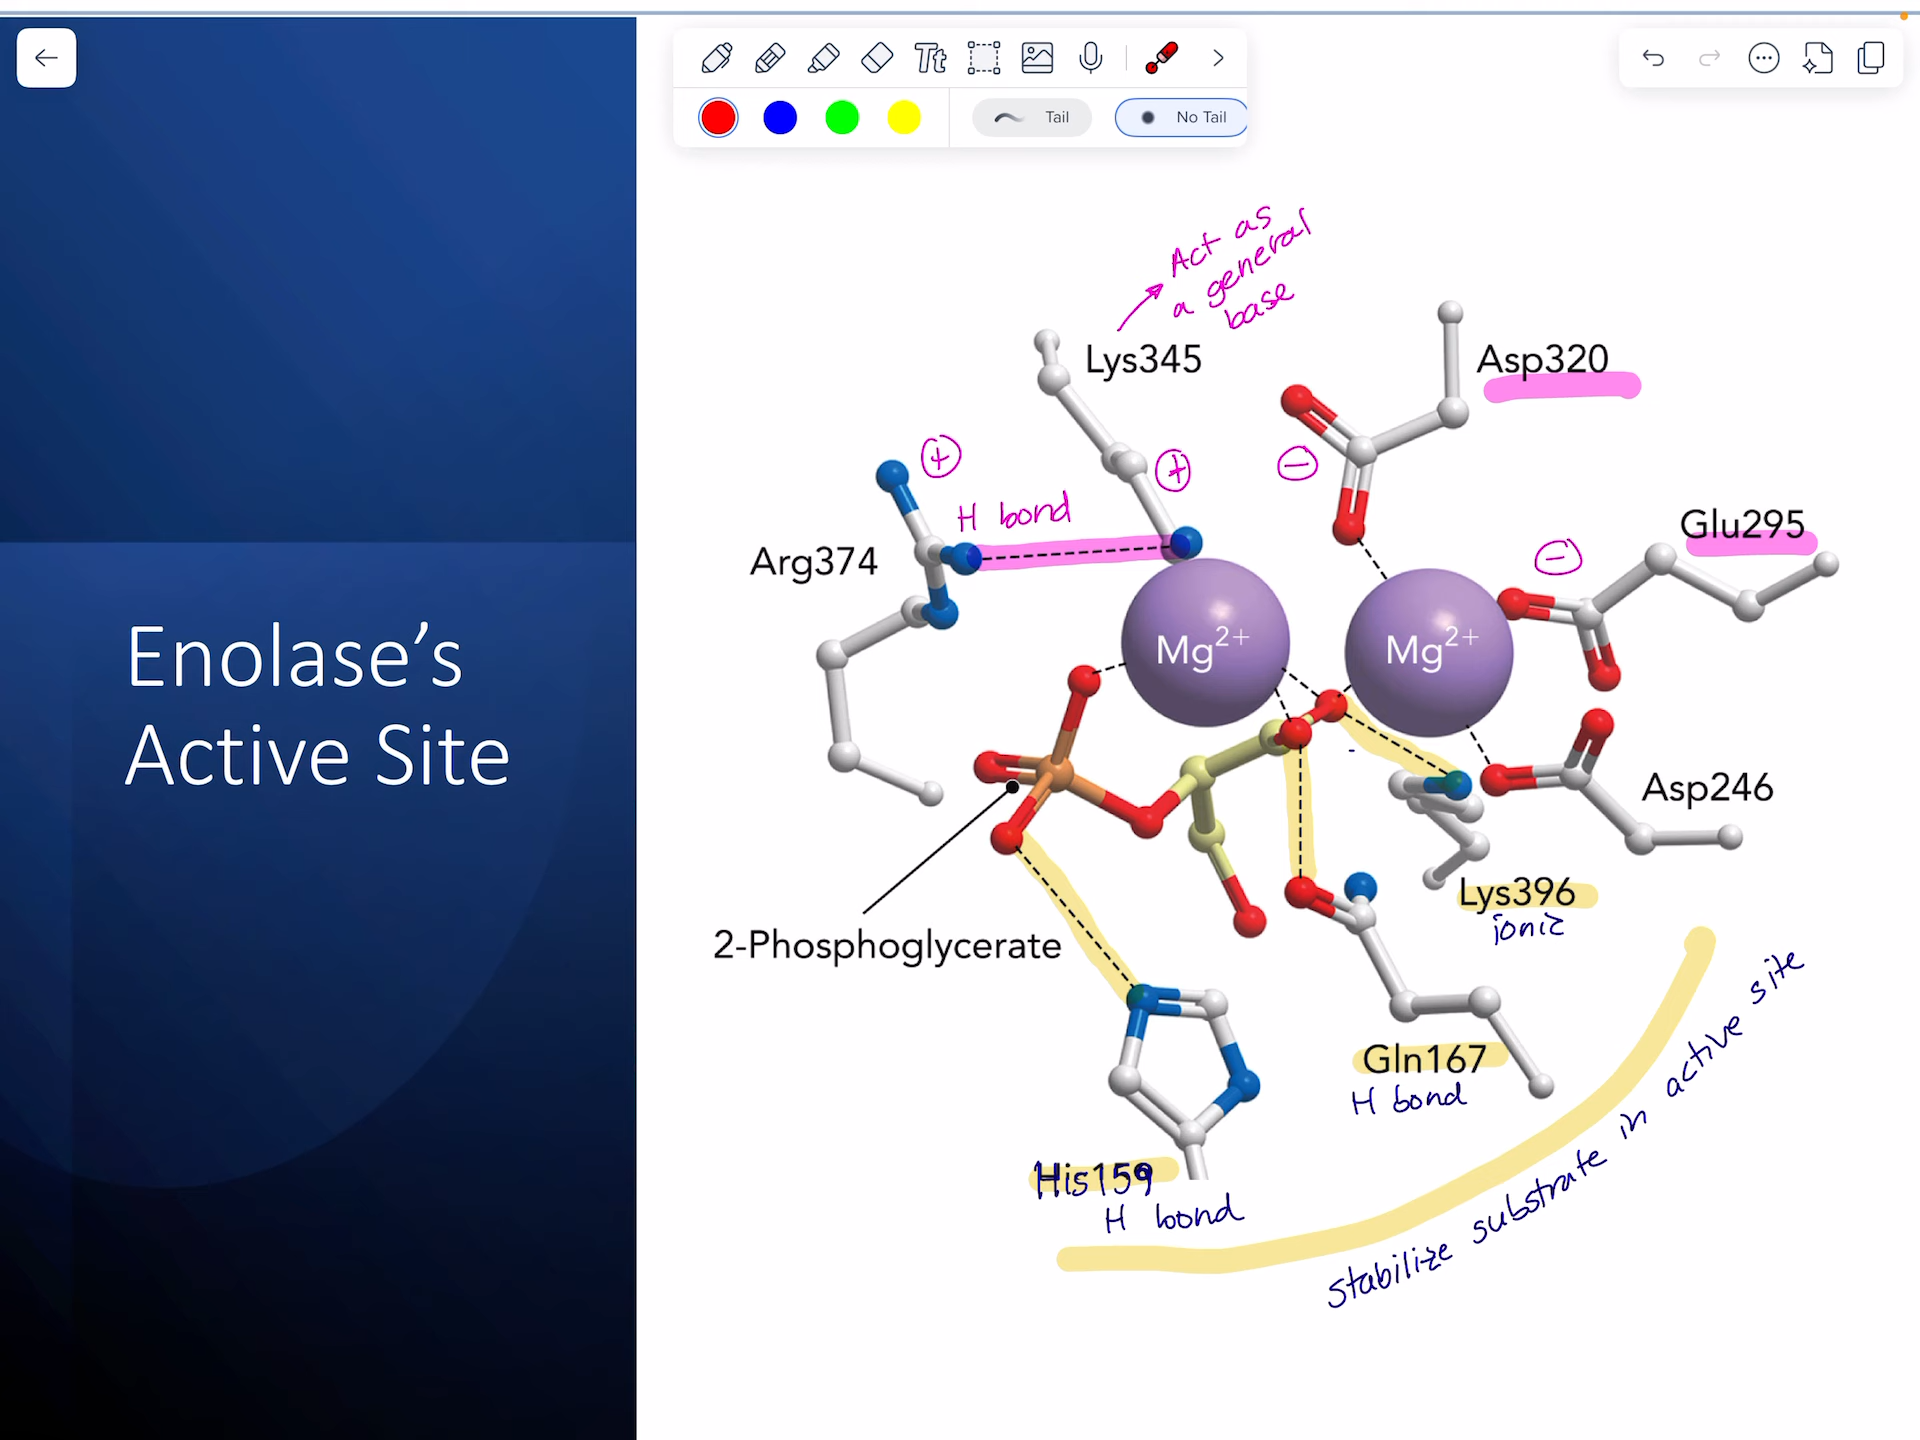 Tt
Tail
No Tail
Enolase's
Active Site
Act as
a general
base
Lys345
Asp320
+
+
−
H bond
Glu295
−
Arg374
Mg2+
Mg2+
Asp246
2-Phosphoglycerate
Lys396
ionic
Gln167
H bond
His159
H bond
stabilize substrate in active site